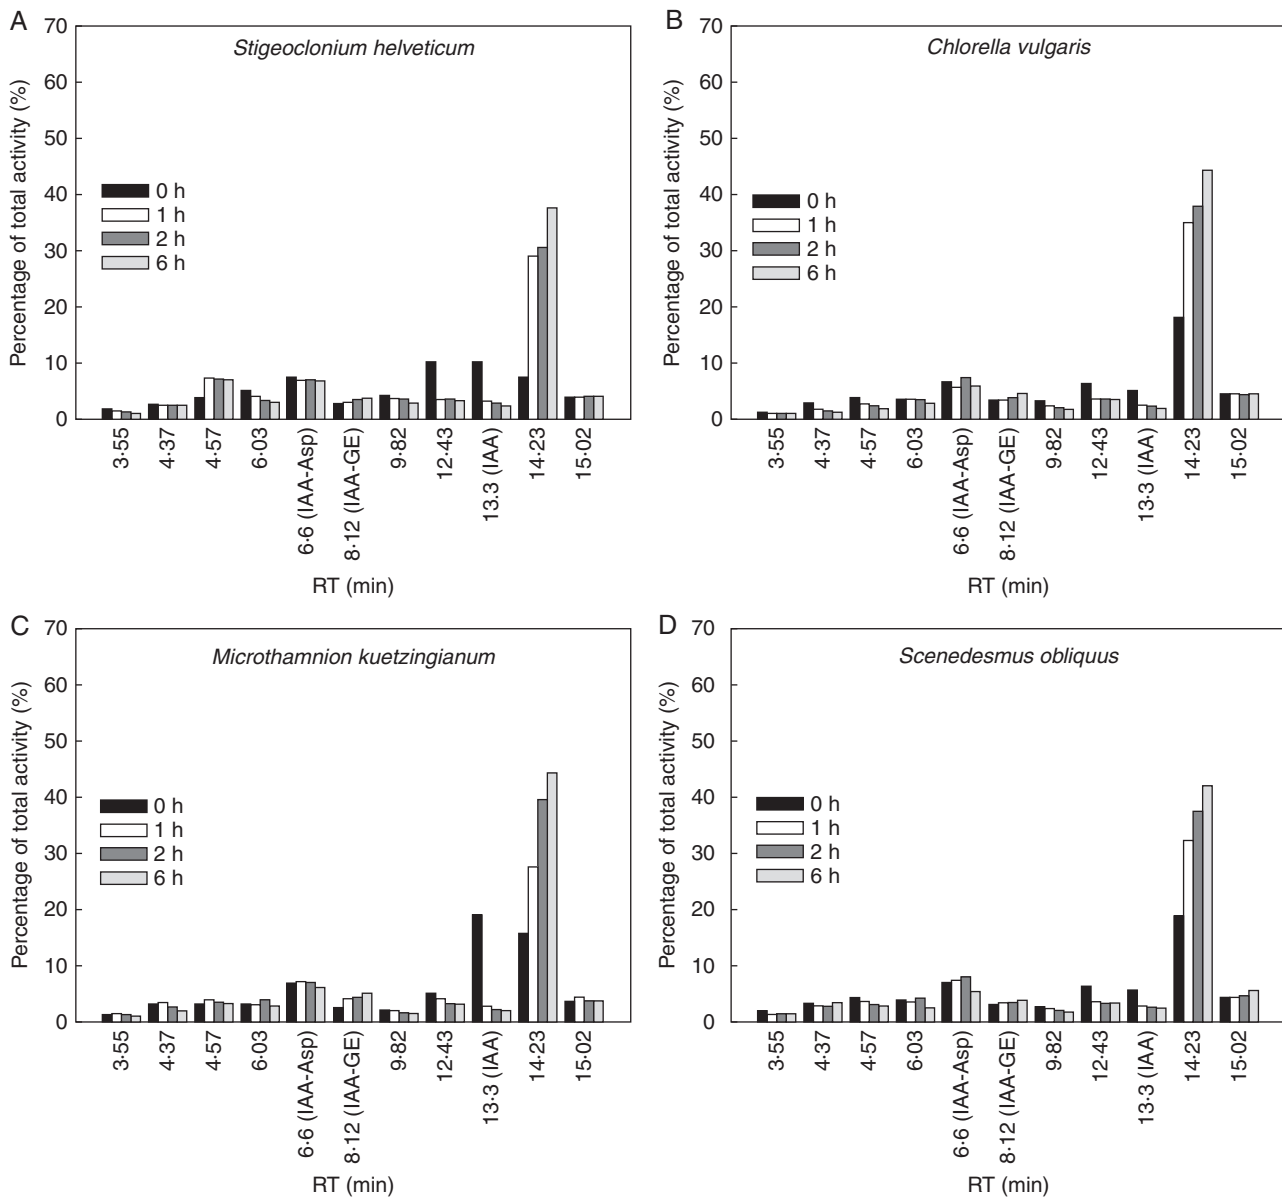 A
Stigeoclonium helveticum
Percentage of total activity (%)
70
60
50
40
30
20
10
0
0 h
1 h
2 h
6 h
3·55
4·37
4·57
6·03
6·6 (IAA-Asp)
8·12 (IAA-GE)
9·82
12·43
13.3 (IAA)
14·23
15·02
RT (min)
B
Chlorella vulgaris
Percentage of total activity (%)
70
60
50
40
30
20
10
0
0 h
1 h
2 h
6 h
3·55
4·37
4·57
6·03
6·6 (IAA-Asp)
8·12 (IAA-GE)
9·82
12·43
13·3 (IAA)
14·23
15·02
RT (min)
C
Microthamnion kuetzingianum
Percentage of total activity (%)
70
60
50
40
30
20
10
0
0 h
1 h
2 h
6 h
3·55
4·37
4·57
6·03
6·6 (IAA-Asp)
8·12 (IAA-GE)
9·82
12·43
13·3 (IAA)
14·23
15·02
RT (min)
D
Scenedesmus obliquus
Percentage of total activity (%)
70
60
50
40
30
20
10
0
0 h
1 h
2 h
6 h
3·55
4·37
4·57
6·03
6·6 (IAA-Asp)
8·12 (IAA-GE)
9·82
12·43
13·3 (IAA)
14·23
15·02
RT (min)